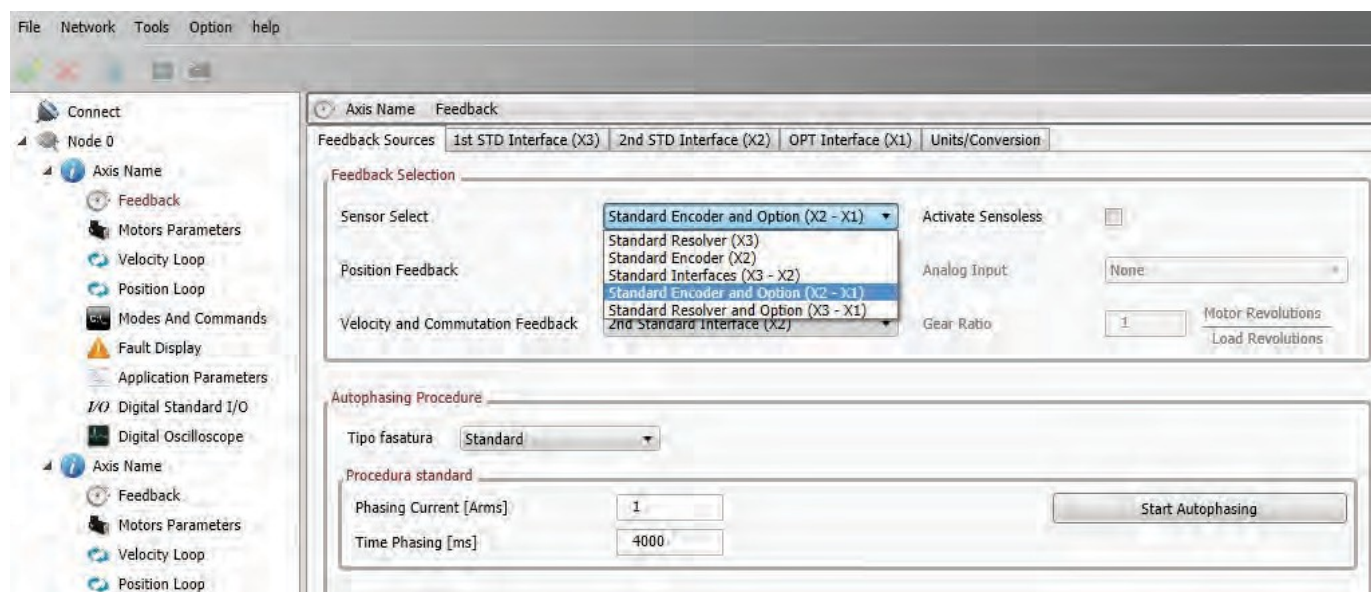 File Network Tools Option help
Connect
Node 0
Axis Name
Feedback
Motors Parameters
Velocity Loop
Position Loop
Modes And Commands
Fault Display
Application Parameters
I/O Digital Standard I/O
Digital Oscilloscope
Axis Name
Feedback
Motors Parameters
Velocity Loop
Position Loop
Axis Name Feedback
Feedback Sources 1st STD Interface (X3) 2nd STD Interface (X2) OPT Interface (X1) Units/Conversion
Feedback Selection
Sensor Select Standard Encoder and Option (X2 - X1) Activate Sensoless
Standard Resolver (X3)
Standard Encoder (X2)
Standard Interfaces (X3 - X2)
Standard Encoder and Option (X2 - X1)
Standard Resolver and Option (X3 - X1)
Position Feedback Analog Input None
Velocity and Commutation Feedback 2nd Standard Interface (X2) Gear Ratio 1 Motor Revolutions
Load Revolutions
Autophasing Procedure
Tipo fasatura Standard
Procedura standard
Phasing Current [Arms] 1 Start Autophasing
Time Phasing [ms] 4000